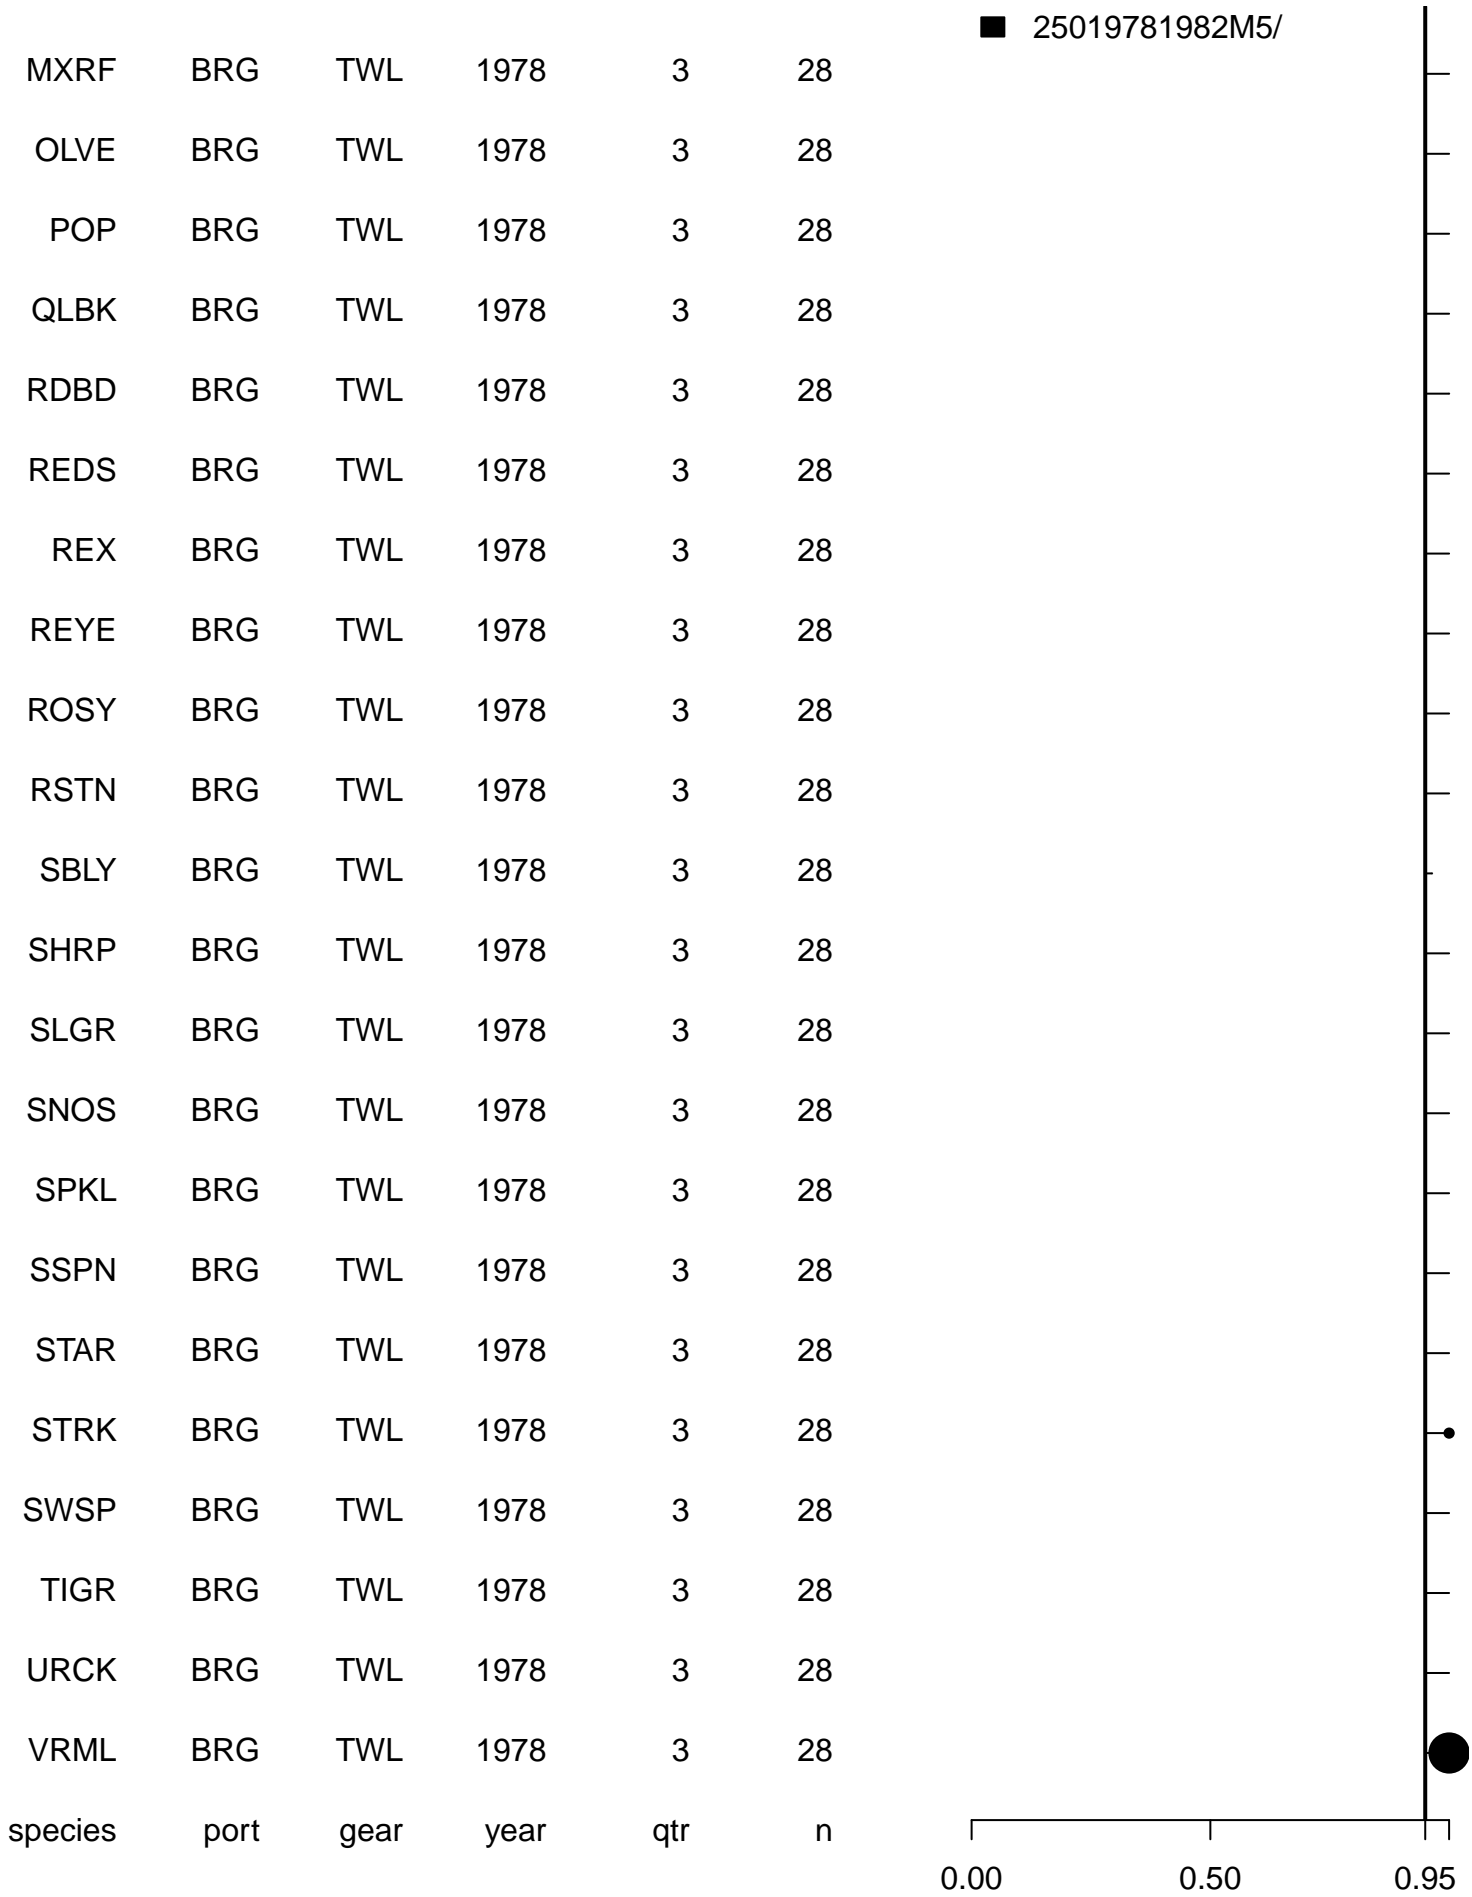 25019781982M5/
MXRF BRG TWL 1978 3 28
OLVE BRG TWL 1978 3 28
POP BRG TWL 1978 3 28
QLBK BRG TWL 1978 3 28
RDBD BRG TWL 1978 3 28
REDS BRG TWL 1978 3 28
REX BRG TWL 1978 3 28
REYE BRG TWL 1978 3 28
ROSY BRG TWL 1978 3 28
RSTN BRG TWL 1978 3 28
SBLY BRG TWL 1978 3 28
SHRP BRG TWL 1978 3 28
SLGR BRG TWL 1978 3 28
SNOS BRG TWL 1978 3 28
SPKL BRG TWL 1978 3 28
SSPN BRG TWL 1978 3 28
STAR BRG TWL 1978 3 28
STRK BRG TWL 1978 3 28
SWSP BRG TWL 1978 3 28
TIGR BRG TWL 1978 3 28
URCK BRG TWL 1978 3 28
VRML BRG TWL 1978 3 28
species port gear year qtr n
0.00 0.50 0.95